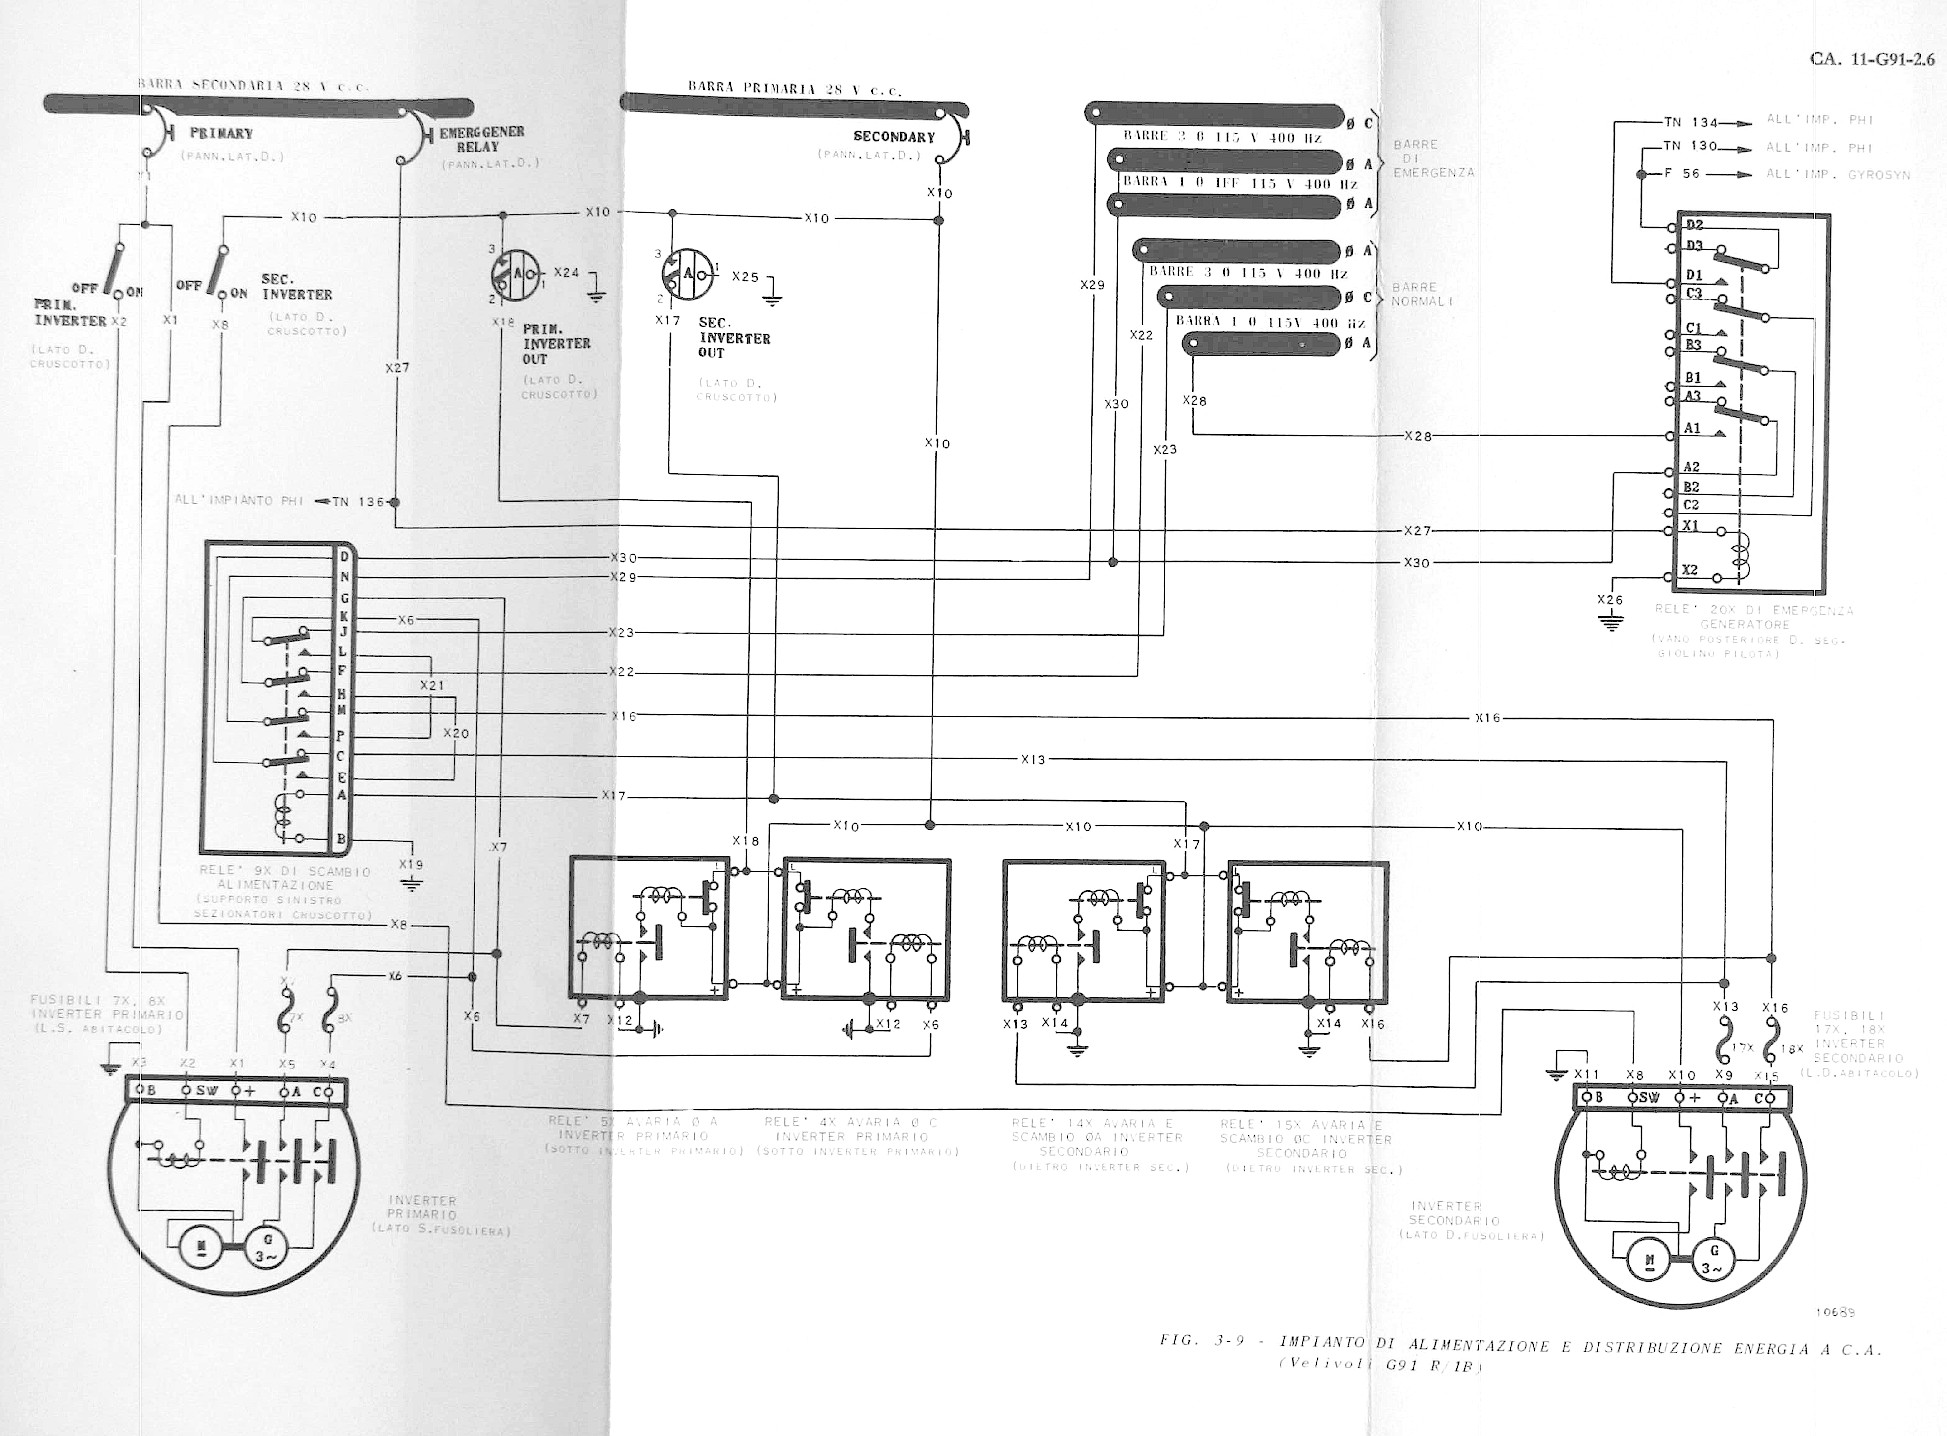 CA. 11-G91-2.6
BARRA SECONDARIA 28 V c.c.
PRIMARY
(PANN.LAT.D.)
EMERGGENER
RELAY
(PANN.LAT.D.)
BARRA PRIMARIA 28 V c.c.
SECONDARY
(PANN.LAT.D.)
X10
Ø C
BARRE 3 0 115 V 400 Hz
Ø A
BARRA 1 0 IFF 115 V 400 Hz
Ø A
BARRE
DI
EMERGENZA
Ø A
BARRE 3 0 115 V 400 Hz
Ø C
BARRA 1 0 115V 400 Hz
Ø A
BARRE
NORMALI
TN 134 ALL'IMP. PHI
TN 130 ALL'IMP. PHI
F 56 ALL'IMP. GYROSYN
X10
X10
X10
OFF
ON
PRIM.
INVERTER
(LATO D.
CRUSCOTTO)
X2
X1
OFF
ON
X8
SEC.
INVERTER
(LATO D.
CRUSCOTTO)
X27
3
A
1
2
X24
X18
PRIM.
INVERTER
OUT
(LATO D.
CRUSCOTTO)
3
A
1
2
X25
X17
SEC.
INVERTER
OUT
(LATO D.
CRUSCOTTO)
X10
X29
X30
X22
X23
X28
X28
D2
D3
D1
C3
C1
B3
B1
A3
A1
A2
B2
C2
X1
X2
X27
X30
X26
RELE' 20X DI EMERGENZA
GENERATORE
(VANO POSTERIORE D. SEG-
GIOLINO PILOTA)
ALL'IMPIANTO PHI TN 136
D
N
G
K
J
L
F
H
M
P
C
E
A
B
X30
X29
X6
X23
X22
X21
X16
X16
X20
X13
X17
X19
X7
X18
X10
X10
X17
X10
RELE' 9X DI SCAMBIO
ALIMENTAZIONE
(SUPPORTO SINISTRO
SEZIONATORI CRUSCOTTO)
X8
X6
X6
7X
8X
FUSIBILI 7X, 8X
INVERTER PRIMARIO
(L.S. ABITACOLO)
X3
X2
X1
X5
X4
B
SW
+
A
C
M
G
3~
INVERTER
PRIMARIO
(LATO S.FUSOLIERA)
L
+
L
+
L
+
L
+
X7
X12
X12
X6
X13
X14
X14
X16
RELE' 5X AVARIA Ø A
INVERTER PRIMARIO
(SOTTO INVERTER PRIMARIO)
RELE' 4X AVARIA Ø C
INVERTER PRIMARIO
(SOTTO INVERTER PRIMARIO)
RELE' 14X AVARIA E
SCAMBIO ØA INVERTER
SECONDARIO
(DIETRO INVERTER SEC.)
RELE' 15X AVARIA E
SCAMBIO ØC INVERTER
SECONDARIO
(DIETRO INVERTER SEC.)
X13
X16
17X
18X
FUSIBILI
17X, 18X
INVERTER
SECONDARIO
(L.D.ABITACOLO)
X11
X8
X10
X9
X15
B
SW
+
A
C
M
G
3~
INVERTER
SECONDARIO
(LATO D.FUSOLIERA)
10689
FIG. 3-9 - IMPIANTO DI ALIMENTAZIONE E DISTRIBUZIONE ENERGIA A C.A.
(Velivoli G91 R/1B)